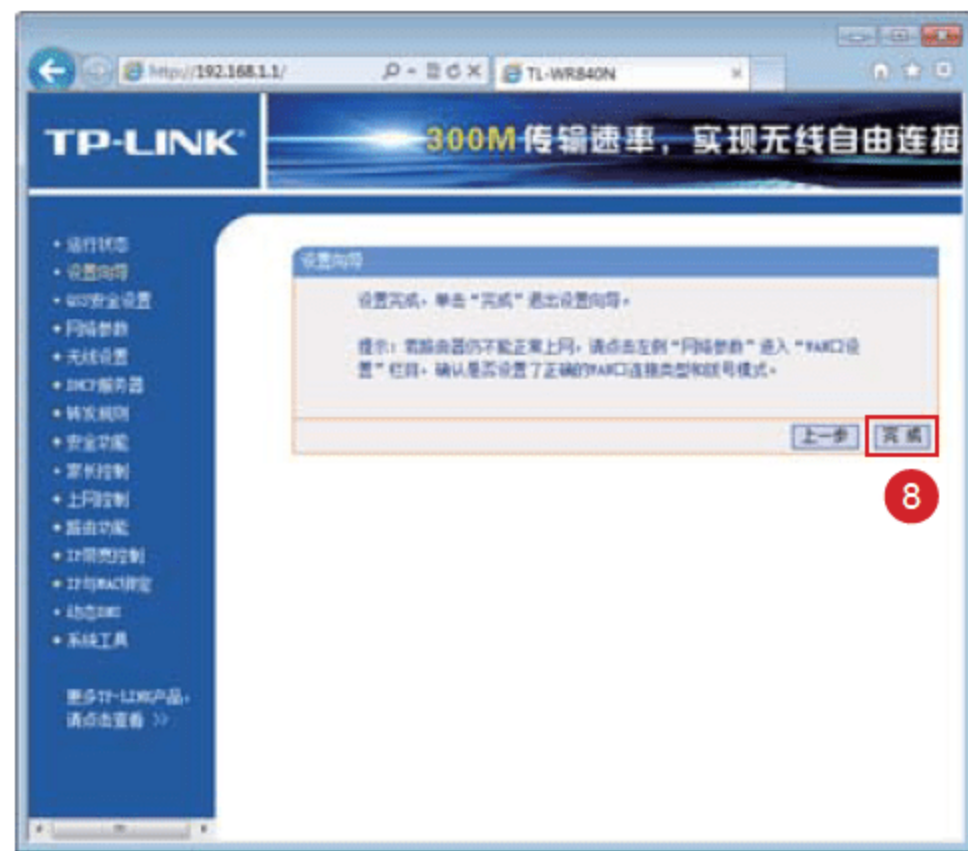 http://192.168.1.1/
TL-WR840N
TP-LINK®
300M传输速率，实现无线自由连接
运行状态
设置向导
QSS安全设置
网络参数
无线设置
DHCP服务器
转发规则
安全功能
家长控制
上网控制
路由功能
IP带宽控制
IP与MAC绑定
动态DNS
系统工具
更多TP-LINK产品，
请点击查看 >>
设置向导
设置完成，单击“完成”退出设置向导。
提示：若路由器仍不能正常上网，请点击左侧“网络参数”进入“WAN口设
置”栏目，确认是否设置了正确的WAN口连接类型和拨号模式。
上一步
完 成
8